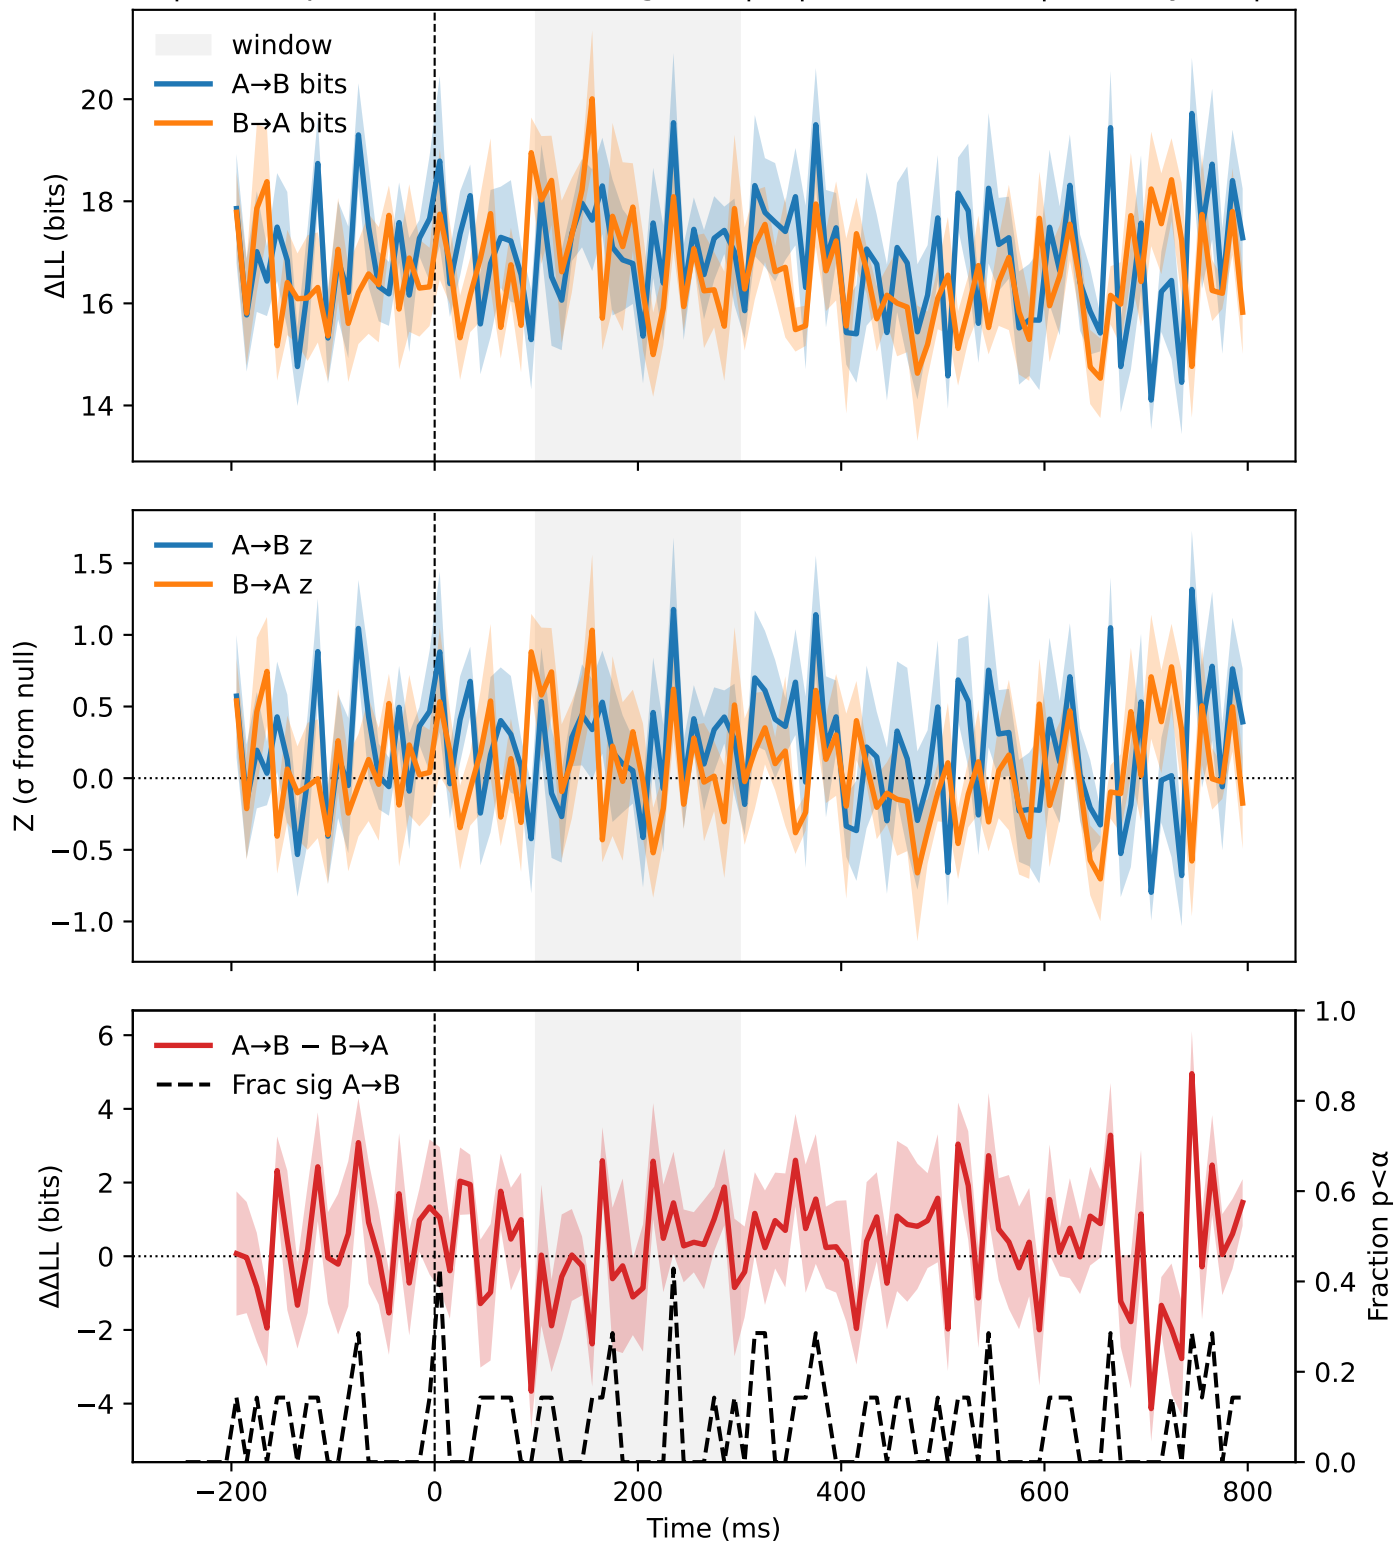 window
A→B bits
B→A bits
20
18
16
14
ΔLL (bits)
A→B z
B→A z
1.5
1.0
0.5
0.0
−0.5
−1.0
Z (σ from null)
A→B − B→A
Frac sig A→B
6
4
2
0
−2
−4
ΔΔLL (bits)
1.0
0.8
0.6
0.4
0.2
0.0
Fraction p<α
−200 0 200 400 600 800
Time (ms)